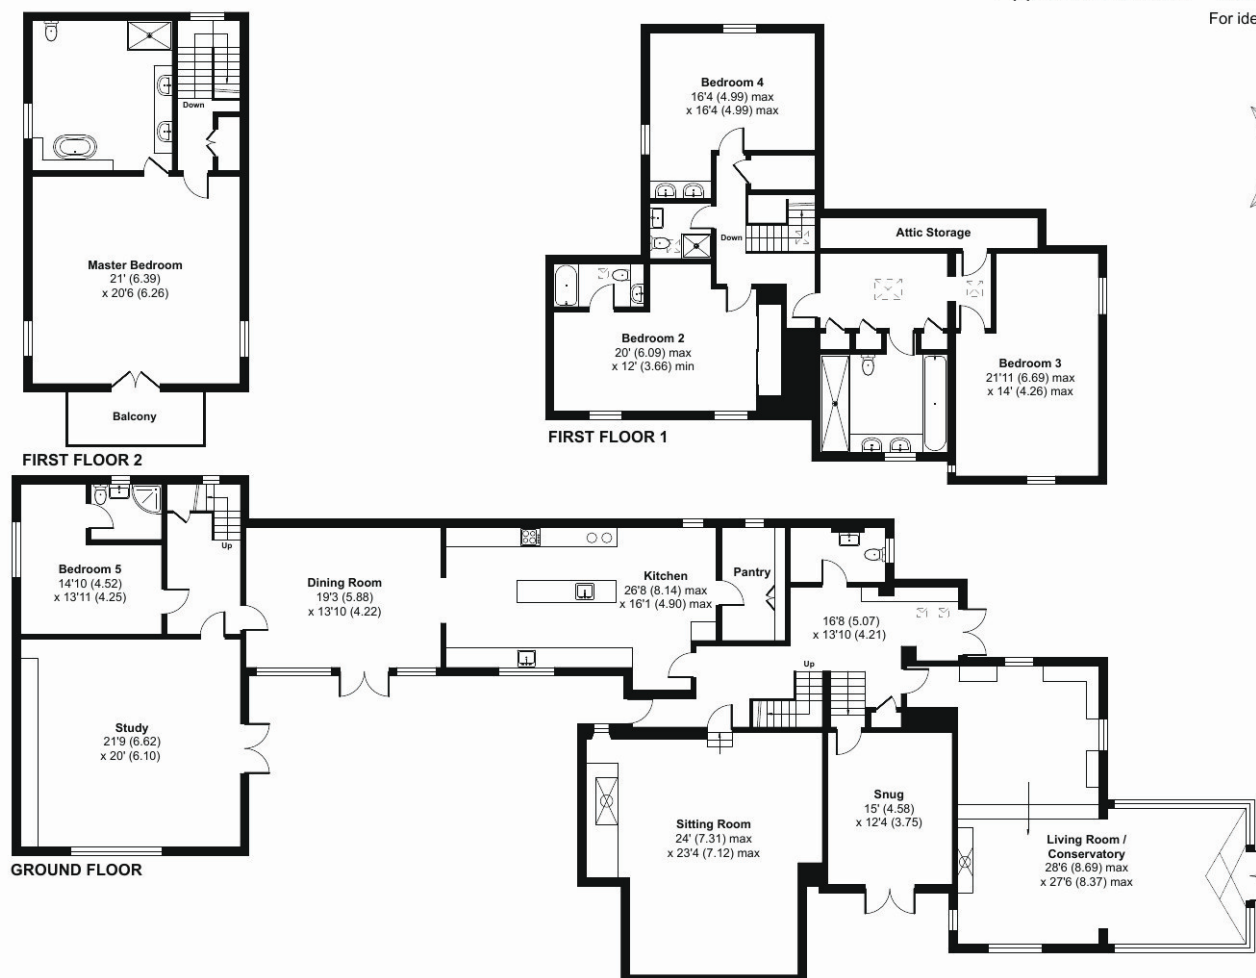 For ide
Down
Master Bedroom
21' (6.39)
x 20'6 (6.26)
Balcony
FIRST FLOOR 2
Bedroom 4
16'4 (4.99) max
x 16'4 (4.99) max
Down
Attic Storage
Bedroom 2
20' (6.09) max
x 12' (3.66) min
Bedroom 3
21'11 (6.69) max
x 14' (4.26) max
FIRST FLOOR 1
Bedroom 5
14'10 (4.52)
x 13'11 (4.25)
Up
Dining Room
19'3 (5.88)
x 13'10 (4.22)
Kitchen
26'8 (8.14) max
x 16'1 (4.90) max
Pantry
16'8 (5.07)
x 13'10 (4.21)
Up
Study
21'9 (6.62)
x 20' (6.10)
Sitting Room
24' (7.31) max
x 23'4 (7.12) max
Snug
15' (4.58)
x 12'4 (3.75)
Living Room /
Conservatory
28'6 (8.69) max
x 27'6 (8.37) max
GROUND FLOOR